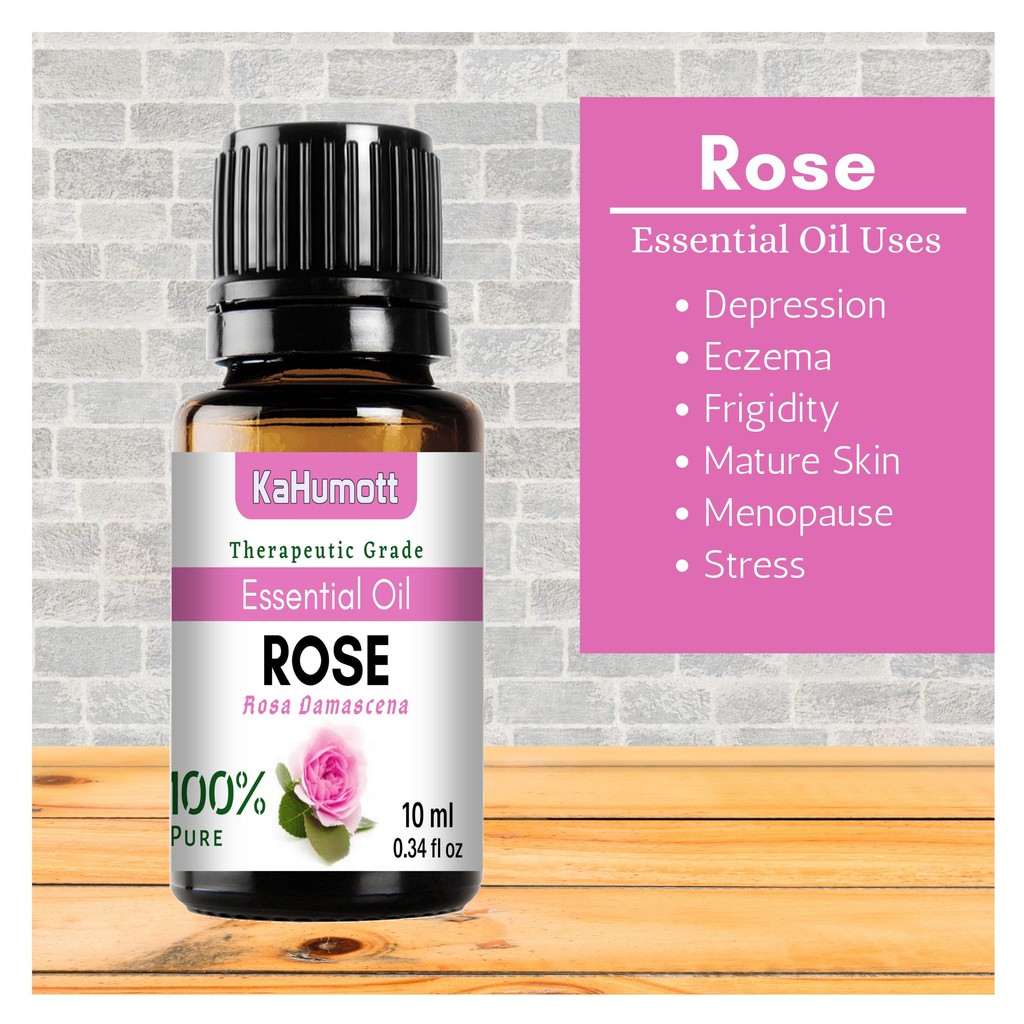 KaHumott
Therapeutic Grade
Essential Oil
ROSE
Rosa Damascena
100%
PURE
10 ml
0.34 fl oz
Rose
Essential Oil Uses
• Depression
• Eczema
• Frigidity
• Mature Skin
• Menopause
• Stress